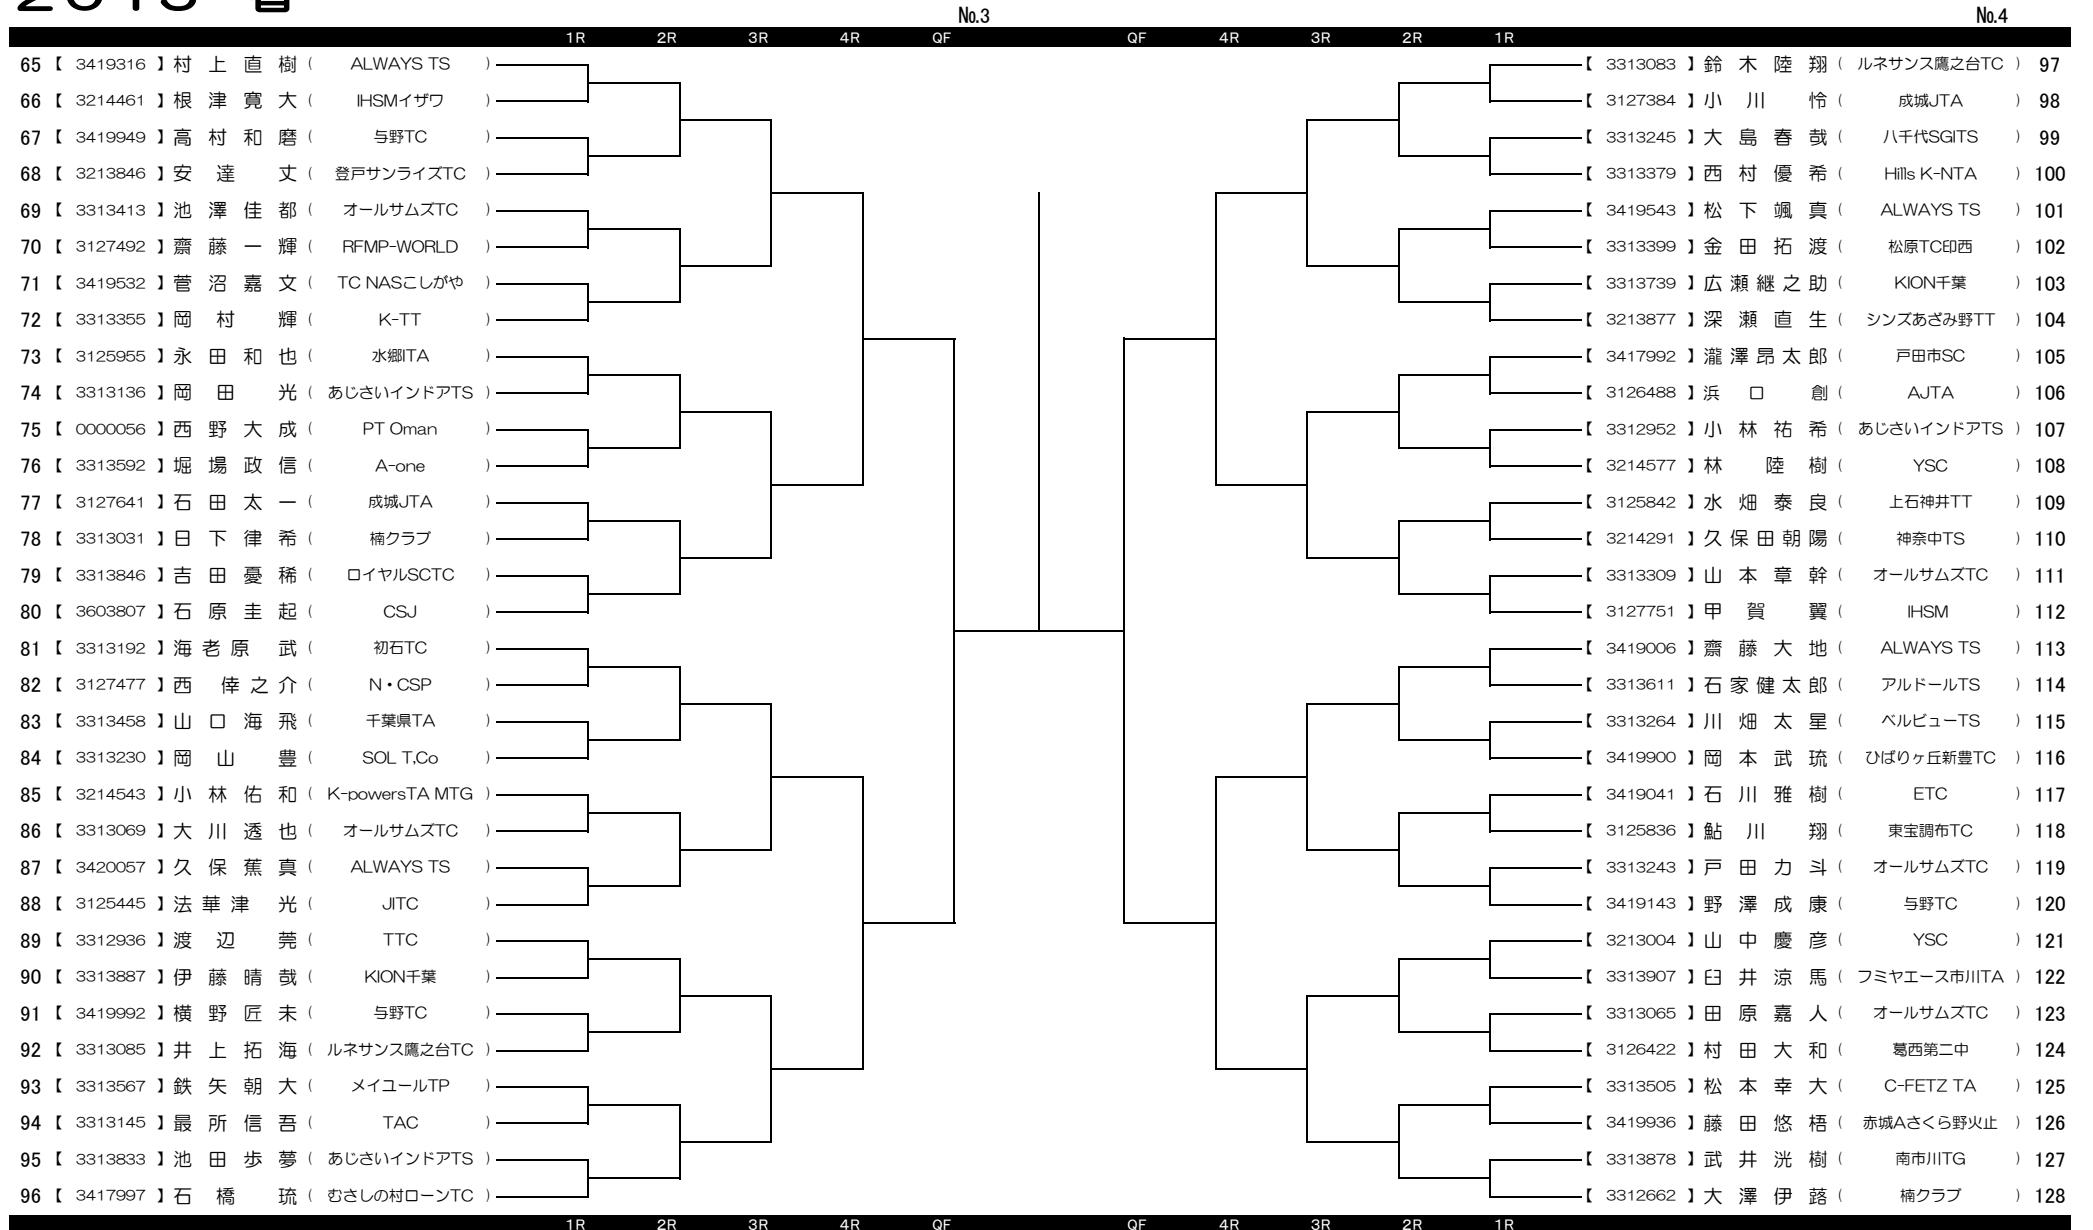 2015
№3 №4
1R 2R 3R 4R QF QF 4R 3R 2R 1R
65【 3419316 】村上直樹( ALWAYS TS )
66【 3214461 】根津寛大( IHSMイザワ )
67【 3419949 】高村和磨( 与野TC )
68【 3213846 】安達丈( 登戸サンライズTC )
69【 3313413 】池澤佳都( オールサムズTC )
70【 3127492 】齋藤一輝( RFMP-WORLD )
71【 3419532 】菅沼嘉文( TC NASこしがや )
72【 3313355 】岡村輝( K-TT )
73【 3125955 】永田和也( 水郷ITA )
74【 3313136 】岡田光( あじさいインドアTS )
75【 0000056 】西野大成( PT Oman )
76【 3313592 】堀場政信( A-one )
77【 3127641 】石田太一( 成城JTA )
78【 3313031 】日下律希( 楠クラブ )
79【 3313846 】吉田憂稀( ロイヤルSCTC )
80【 3603807 】石原圭起( CSJ )
81【 3313192 】海老原武( 初石TC )
82【 3127477 】西倖之介( N・CSP )
83【 3313458 】山口海飛( 千葉県TA )
84【 3313230 】岡山豊( SOL T,Co )
85【 3214543 】小林佑和( K-powersTA MTG )
86【 3313069 】大川透也( オールサムズTC )
87【 3420057 】久保蕉真( ALWAYS TS )
88【 3125445 】法華津光( JITC )
89【 3312936 】渡辺莞( TTC )
90【 3313887 】伊藤晴哉( KION千葉 )
91【 3419992 】横野匠未( 与野TC )
92【 3313085 】井上拓海( ルネサンス鷹之台TC )
93【 3313567 】鉄矢朝大( メイユールTP )
94【 3313145 】最所信吾( TAC )
95【 3313833 】池田歩夢( あじさいインドアTS )
96【 3417997 】石橋琉( むさしの村ローンTC )
【 3313083 】鈴木陸翔( ルネサンス鷹之台TC ) 97
【 3127384 】小川怜( 成城JTA ) 98
【 3313245 】大島春哉( 八千代SGITS ) 99
【 3313379 】西村優希( Hills K-NTA ) 100
【 3419543 】松下颯真( ALWAYS TS ) 101
【 3313399 】金田拓渡( 松原TC印西 ) 102
【 3313739 】広瀬継之助( KION千葉 ) 103
【 3213877 】深瀬直生( シンズあざみ野TT ) 104
【 3417992 】瀧澤昂太郎( 戸田市SC ) 105
【 3126488 】浜口創( AJTA ) 106
【 3312952 】小林祐希( あじさいインドアTS ) 107
【 3214577 】林陸樹( YSC ) 108
【 3125842 】水畑泰良( 上石神井TT ) 109
【 3214291 】久保田朝陽( 神奈中TS ) 110
【 3313309 】山本章幹( オールサムズTC ) 111
【 3127751 】甲賀翼( IHSM ) 112
【 3419006 】齋藤大地( ALWAYS TS ) 113
【 3313611 】石家健太郎( アルドールTS ) 114
【 3313264 】川畑太星( ベルビューTS ) 115
【 3419900 】岡本武琉( ひばりヶ丘新豊TC ) 116
【 3419041 】石川雅樹( ETC ) 117
【 3125836 】鮎川翔( 東宝調布TC ) 118
【 3313243 】戸田力斗( オールサムズTC ) 119
【 3419143 】野澤成康( 与野TC ) 120
【 3213004 】山中慶彦( YSC ) 121
【 3313907 】臼井涼馬( フミヤエース市川TA ) 122
【 3313065 】田原嘉人( オールサムズTC ) 123
【 3126422 】村田大和( 葛西第二中 ) 124
【 3313505 】松本幸大( C-FETZ TA ) 125
【 3419936 】藤田悠梧( 赤城Aさくら野火止 ) 126
【 3313878 】武井洸樹( 南市川TG ) 127
【 3312662 】大澤伊蕗( 楠クラブ ) 128
1R 2R 3R 4R QF QF 4R 3R 2R 1R